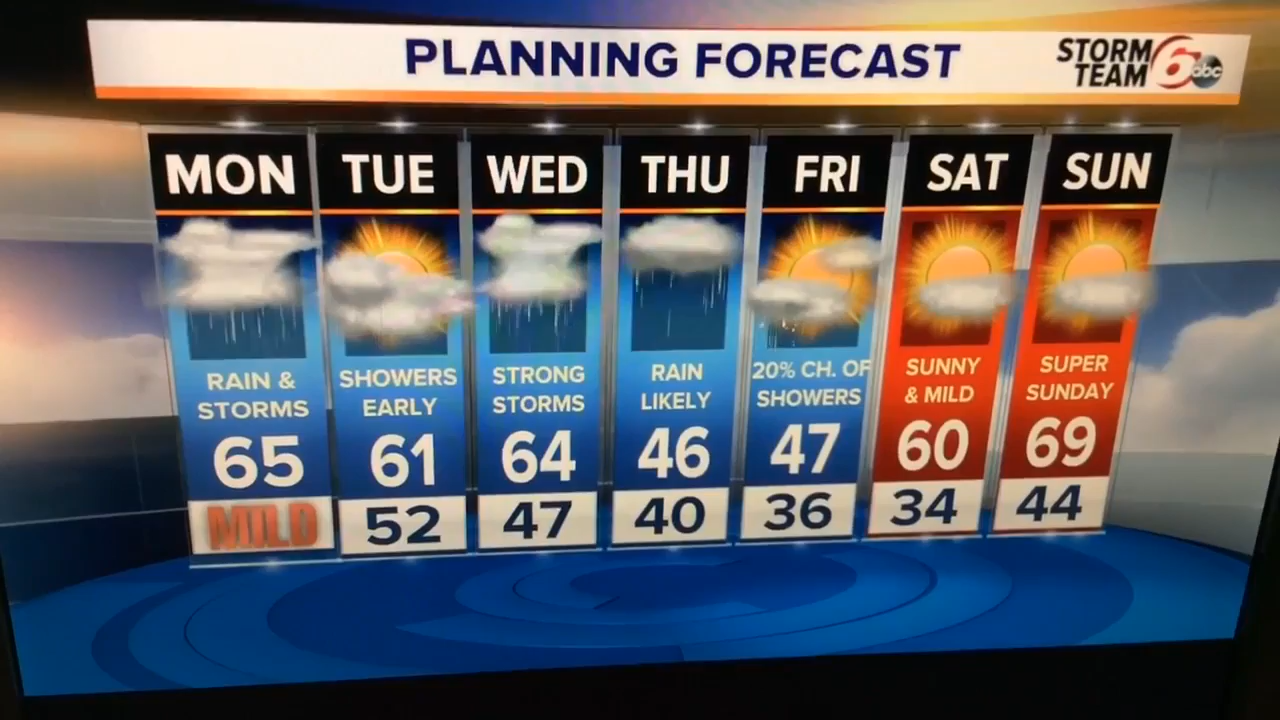 PLANNING FORECAST
STORM
TEAM 6 abc
MON TUE WED THU FRI SAT SUN
RAIN &
STORMS
65
MILD
SHOWERS
EARLY
61
52
STRONG
STORMS
64
47
RAIN
LIKELY
46
40
20% CH. OF
SHOWERS
47
36
SUNNY
& MILD
60
34
SUPER
SUNDAY
69
44